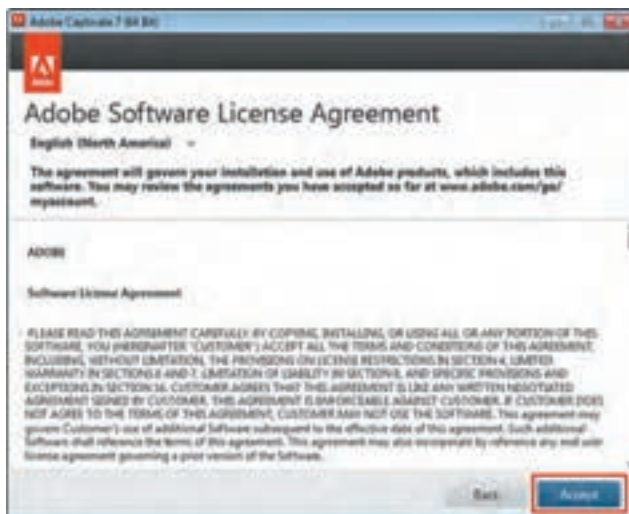 Adobe Captivate 7 (64 Bit)
Adobe
Adobe Software License Agreement
English (North America)
The agreement will govern your installation and use of Adobe products, which includes this
software. You may review the agreements you have accepted so far at www.adobe.com/go/
myaccount.
ADOBE
Software License Agreement
PLEASE READ THIS AGREEMENT CAREFULLY. BY COPYING, INSTALLING, OR USING ALL OR ANY PORTION OF THIS
SOFTWARE, YOU (HEREINAFTER "CUSTOMER") ACCEPT ALL THE TERMS AND CONDITIONS OF THIS AGREEMENT,
INCLUDING, WITHOUT LIMITATION, THE PROVISIONS ON LICENSE RESTRICTIONS IN SECTION 4, LIMITED
WARRANTY IN SECTIONS 6 AND 7, LIMITATION OF LIABILITY IN SECTION 8, AND SPECIFIC PROVISIONS AND
EXCEPTIONS IN SECTION 16. CUSTOMER AGREES THAT THIS AGREEMENT IS LIKE ANY WRITTEN NEGOTIATED
AGREEMENT SIGNED BY CUSTOMER. THIS AGREEMENT IS ENFORCEABLE AGAINST CUSTOMER. IF CUSTOMER DOES
NOT AGREE TO THE TERMS OF THIS AGREEMENT, CUSTOMER MAY NOT USE THE SOFTWARE. This agreement may
govern Customer's use of additional Software subsequent to the effective date of this agreement. Such additional
Software shall reference the terms of this agreement. This agreement may also incorporate by reference any end user
license agreement governing a prior version of the Software.
Back
Accept